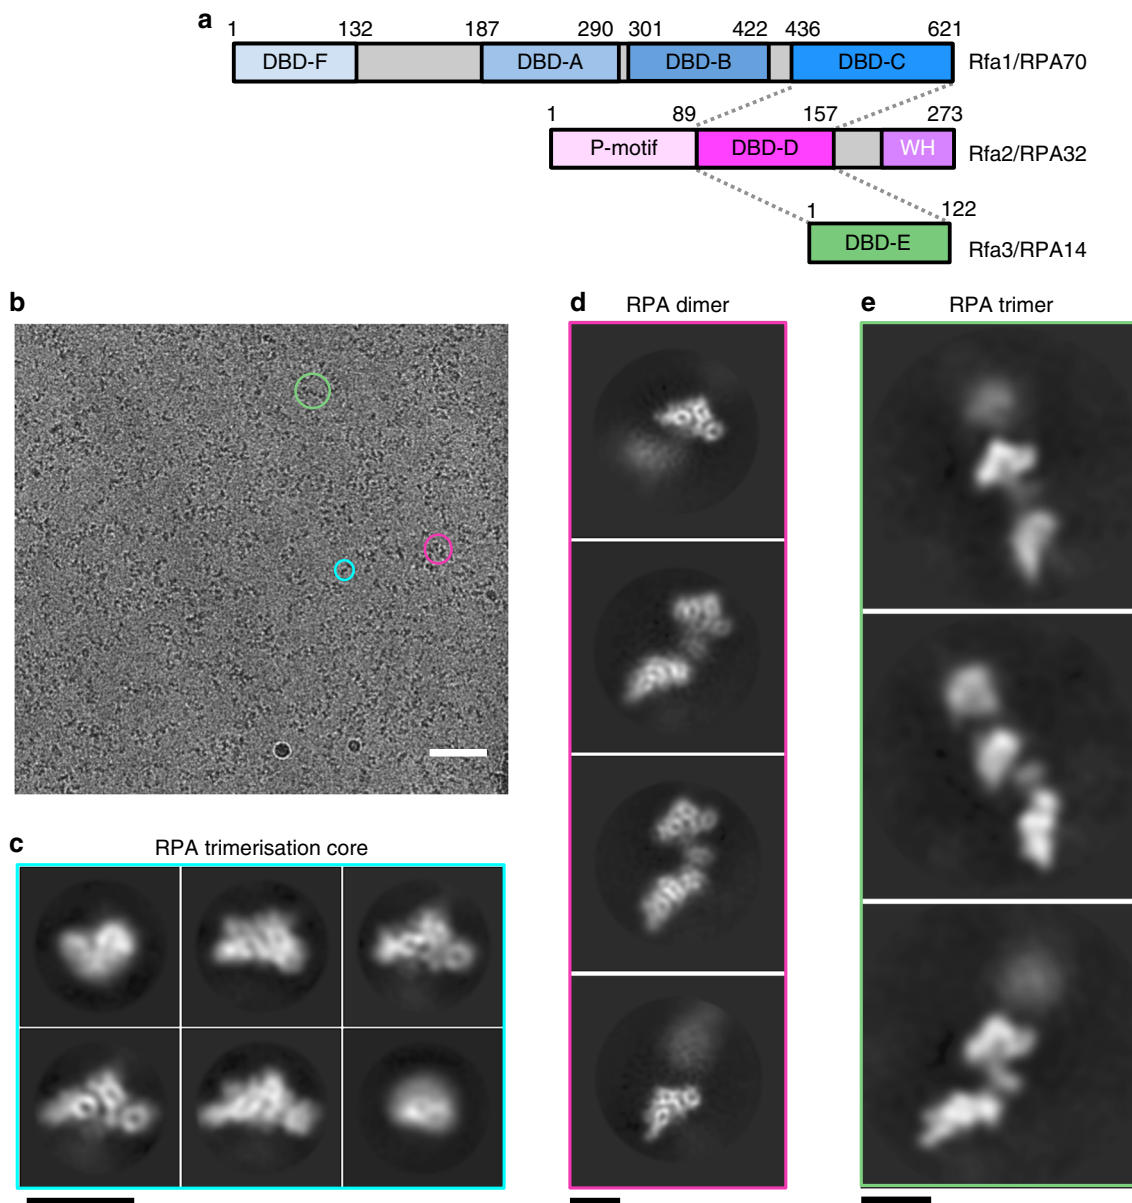 a
1 132 187 290 301 422 436 621
DBD-F DBD-A DBD-B DBD-C Rfa1/RPA70
1 89 157 273
P-motif DBD-D WH Rfa2/RPA32
1 122
DBD-E Rfa3/RPA14
b
c
RPA trimerisation core
d RPA dimer
e RPA trimer